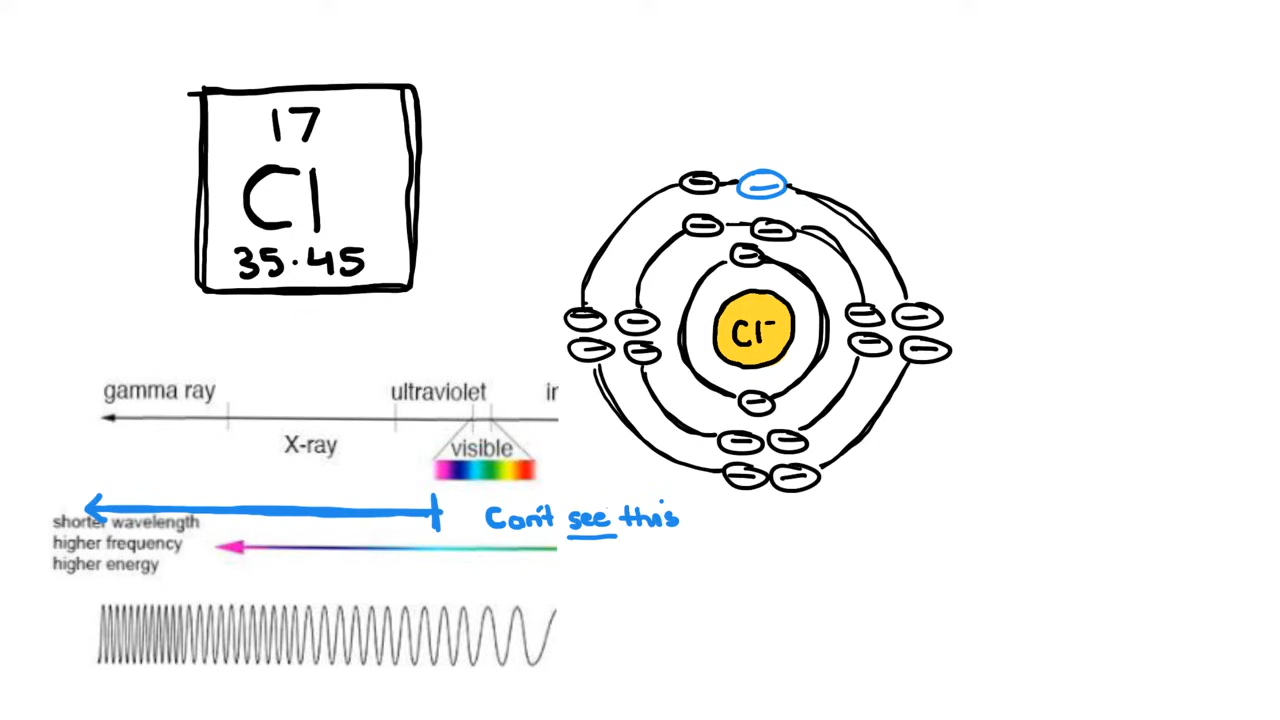 17
Cl
35.45
Cl⁻
gamma ray
ultraviolet
in
X-ray
visible
Can't see this
shorter wavelength
higher frequency
higher energy